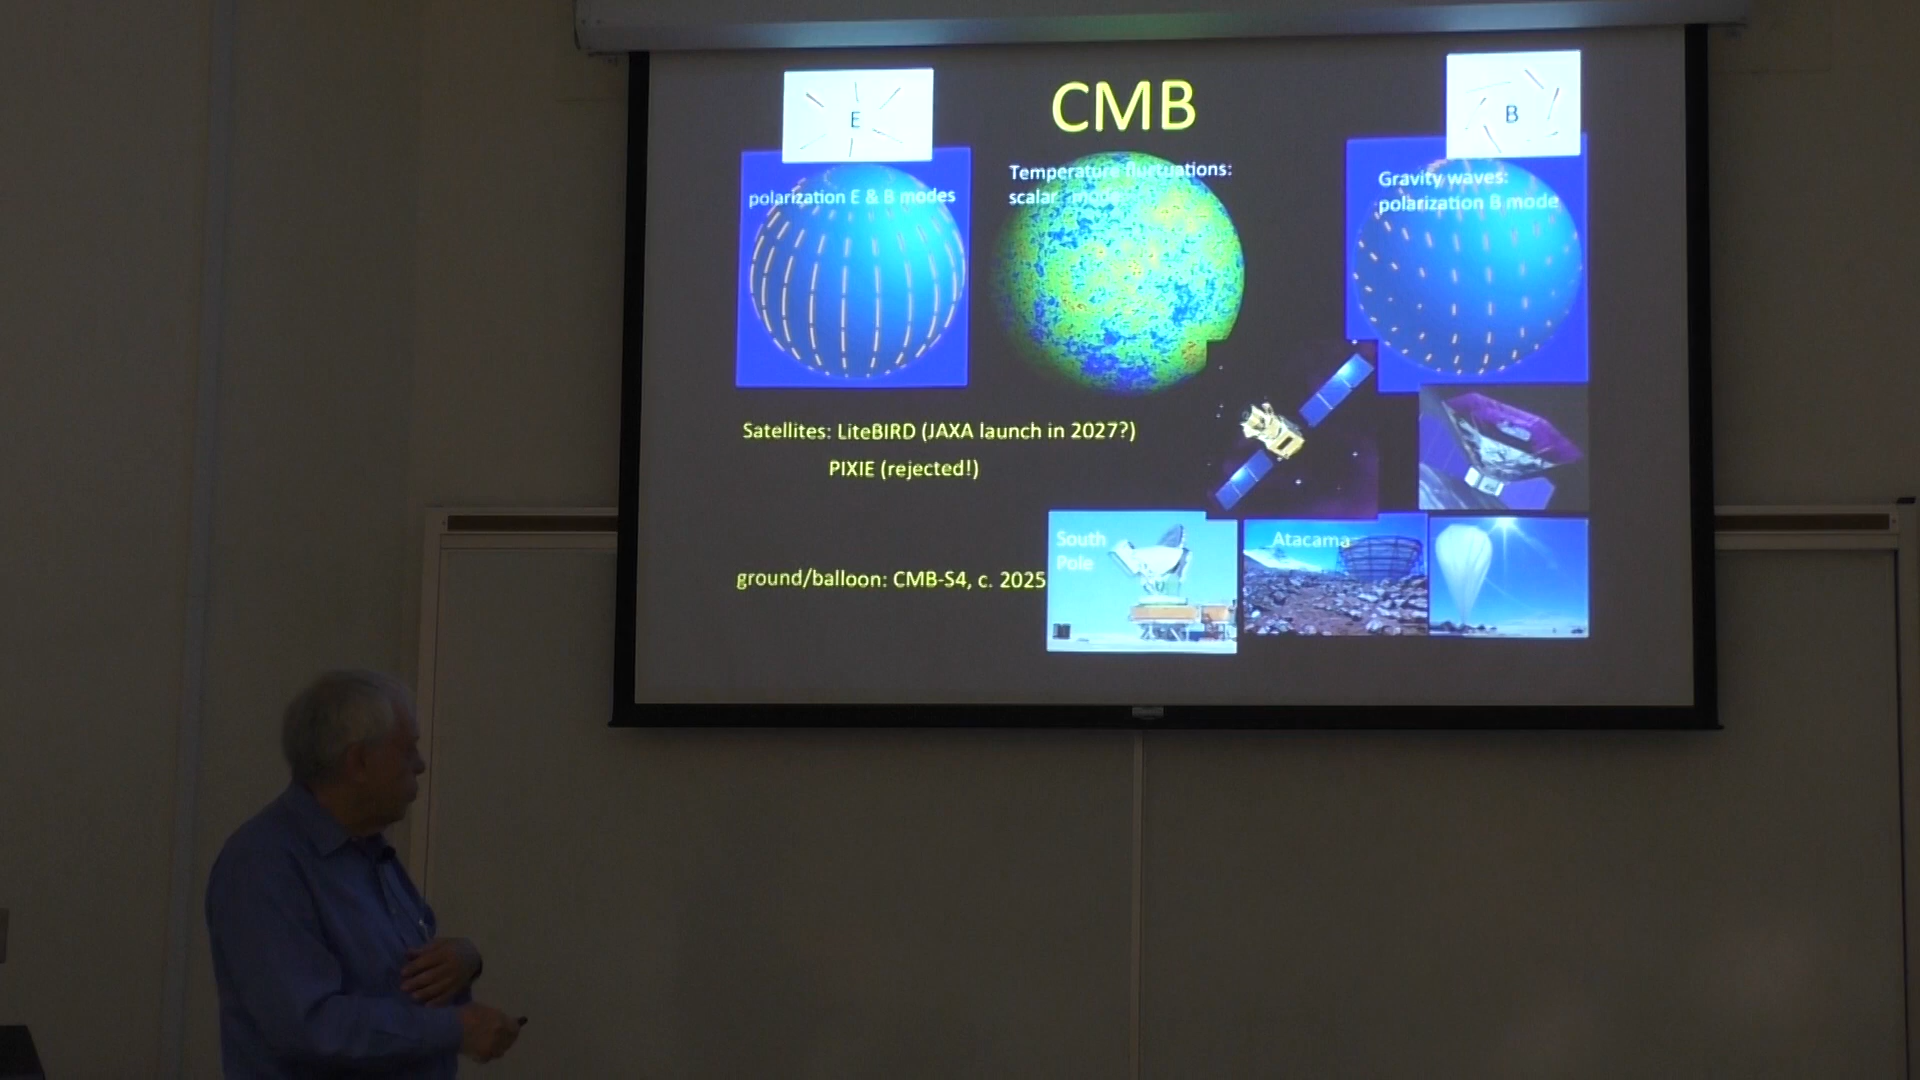 CMB
E
B
polarization E & B modes
Temperature fluctuations:
scalar modes
Gravity waves:
polarization B mode
Satellites: LiteBIRD (JAXA launch in 2027?)
PIXIE (rejected!)
South
Pole
Atacama
ground/balloon: CMB-S4, c. 2025